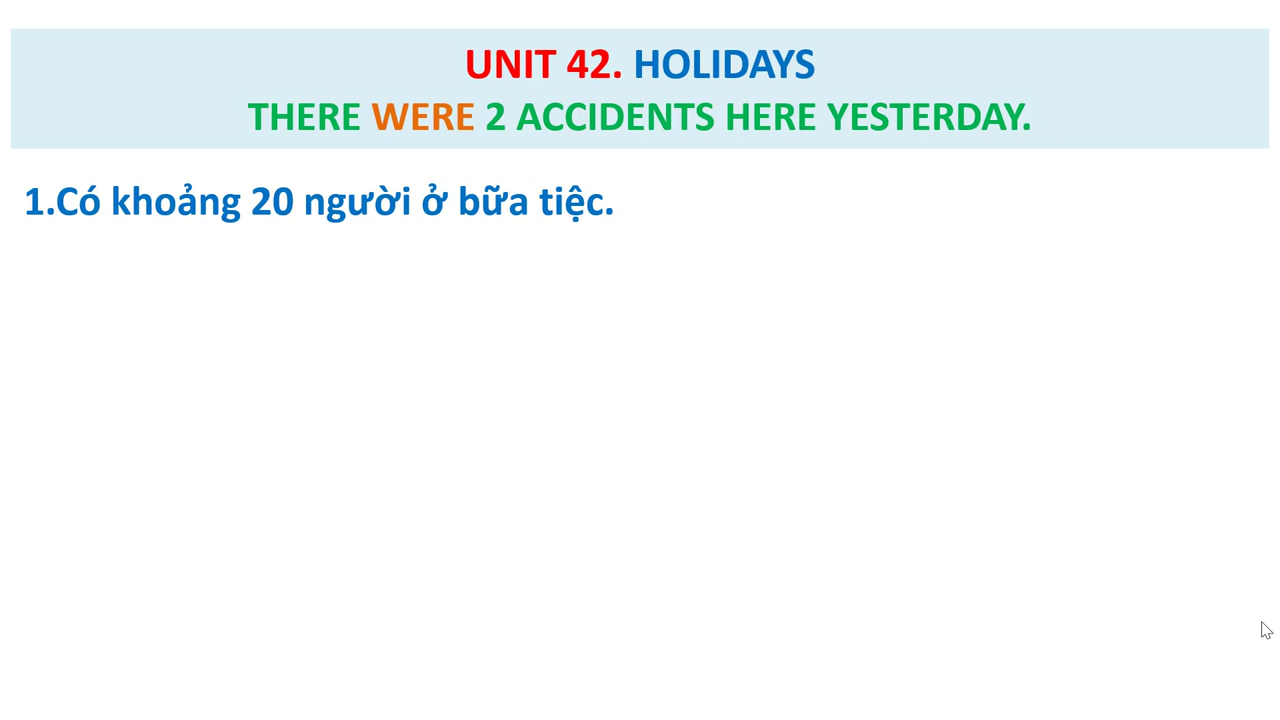 UNIT 42. HOLIDAYS
THERE WERE 2 ACCIDENTS HERE YESTERDAY.
1.Có khoảng 20 người ở bữa tiệc.